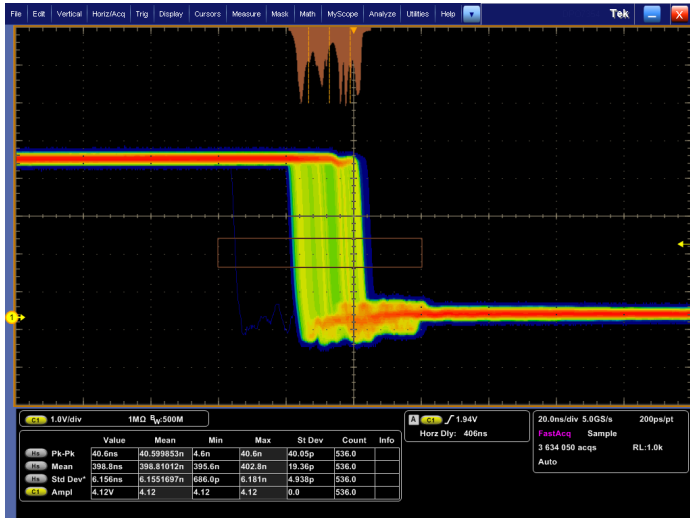 File Edit Vertical Horiz/Acq Trig Display Cursors Measure Mask Math MyScope Analyze Utilities Help Tek X
1
C1 1.0V/div 1MΩ BW:500M
A C1 1.94V
Horz Dly: 406ns
20.0ns/div 5.0GS/s 200ps/pt
FastAcq Sample
3 634 050 acqs RL:1.0k
Auto
Value Mean Min Max St Dev Count Info
Hs Pk-Pk 40.6ns 40.599853n 4.6n 40.6n 40.05p 536.0
Hs Mean 398.8ns 398.81012n 395.6n 402.8n 19.36p 536.0
Hs Std Dev* 6.156ns 6.1551697n 686.0p 6.181n 4.938p 536.0
C1 Ampl 4.12V 4.12 4.12 4.12 0.0 536.0